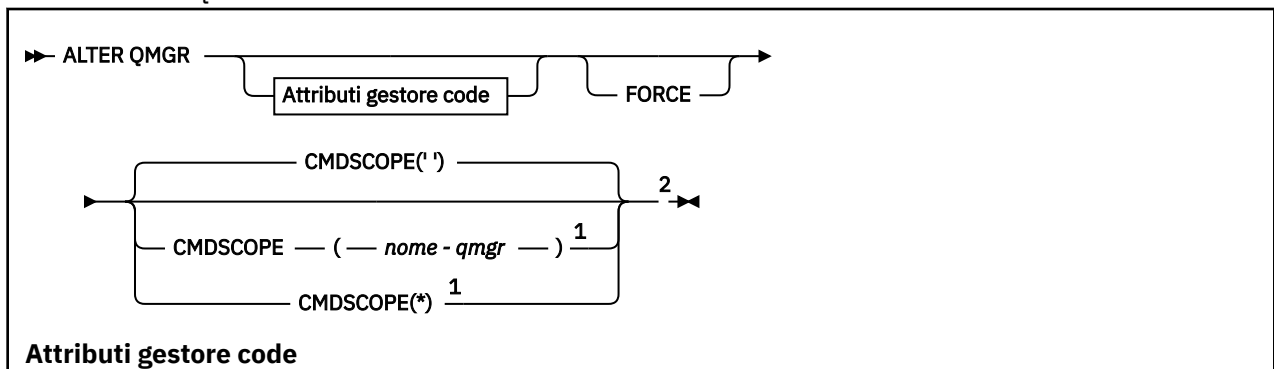 ALTER QMGR
Attributi gestore code
FORCE
CMDSCOPE(' ')
2
CMDSCOPE ( nome - qmgr ) 1
CMDSCOPE(*) 1
Attributi gestore code